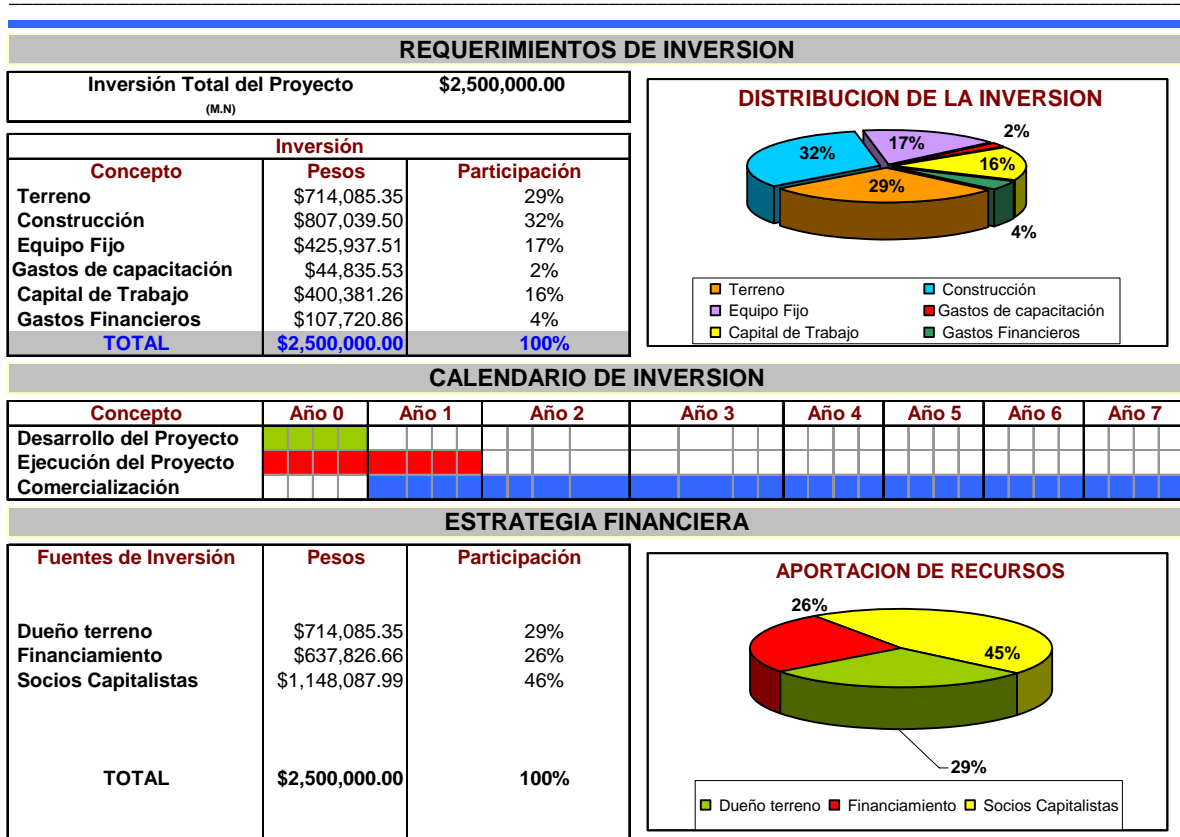 REQUERIMIENTOS DE INVERSION
Inversión Total del Proyecto $2,500,000.00
(M.N)
Inversión
Concepto Pesos Participación
Terreno $714,085.35 29%
Construcción $807,039.50 32%
Equipo Fijo $425,937.51 17%
Gastos de capacitación $44,835.53 2%
Capital de Trabajo $400,381.26 16%
Gastos Financieros $107,720.86 4%
TOTAL $2,500,000.00 100%
DISTRIBUCION DE LA INVERSION
32%
17%
2%
16%
29%
4%
Terreno Construcción
Equipo Fijo Gastos de capacitación
Capital de Trabajo Gastos Financieros
CALENDARIO DE INVERSION
Concepto Año 0 Año 1 Año 2 Año 3 Año 4 Año 5 Año 6 Año 7
Desarrollo del Proyecto
Ejecución del Proyecto
Comercialización
ESTRATEGIA FINANCIERA
Fuentes de Inversión Pesos Participación
Dueño terreno $714,085.35 29%
Financiamiento $637,826.66 26%
Socios Capitalistas $1,148,087.99 46%
TOTAL $2,500,000.00 100%
APORTACION DE RECURSOS
26%
45%
29%
Dueño terreno Financiamiento Socios Capitalistas